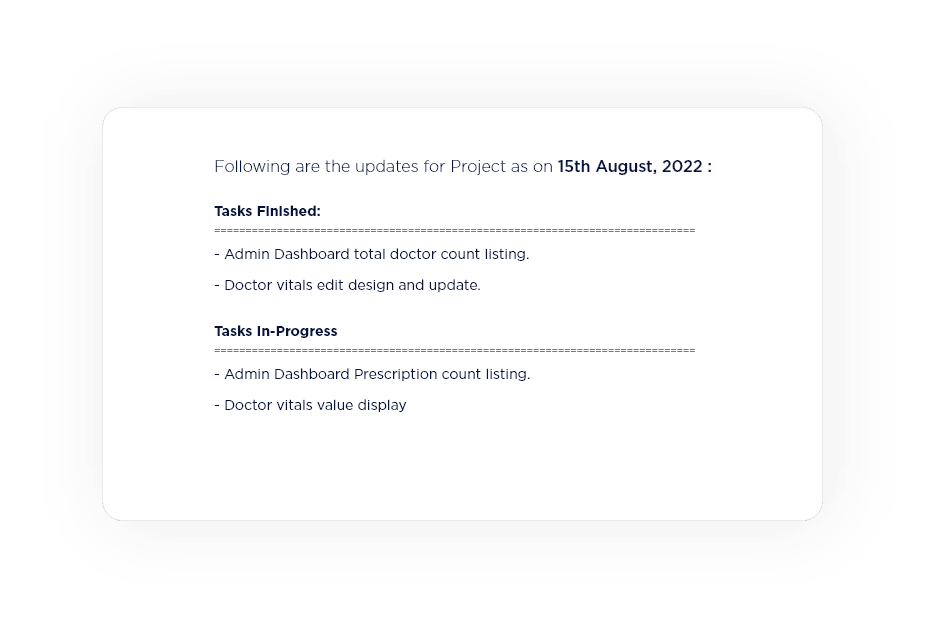 Following are the updates for Project as on 15th August, 2022 :
Tasks Finished:
=============================================================================
- Admin Dashboard total doctor count listing.
- Doctor vitals edit design and update.
Tasks In-Progress
=============================================================================
- Admin Dashboard Prescription count listing.
- Doctor vitals value display